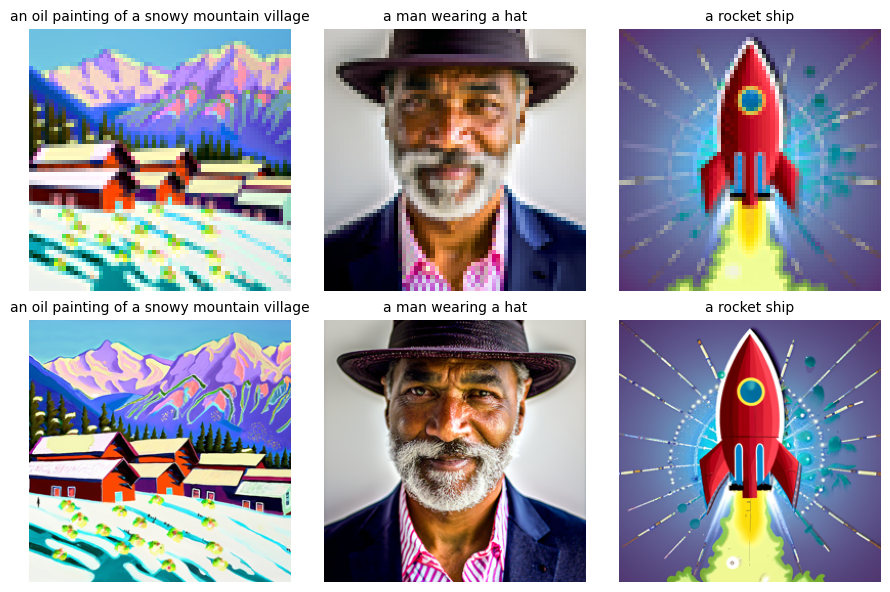 an oil painting of a snowy mountain village
a man wearing a hat
a rocket ship
an oil painting of a snowy mountain village
a man wearing a hat
a rocket ship